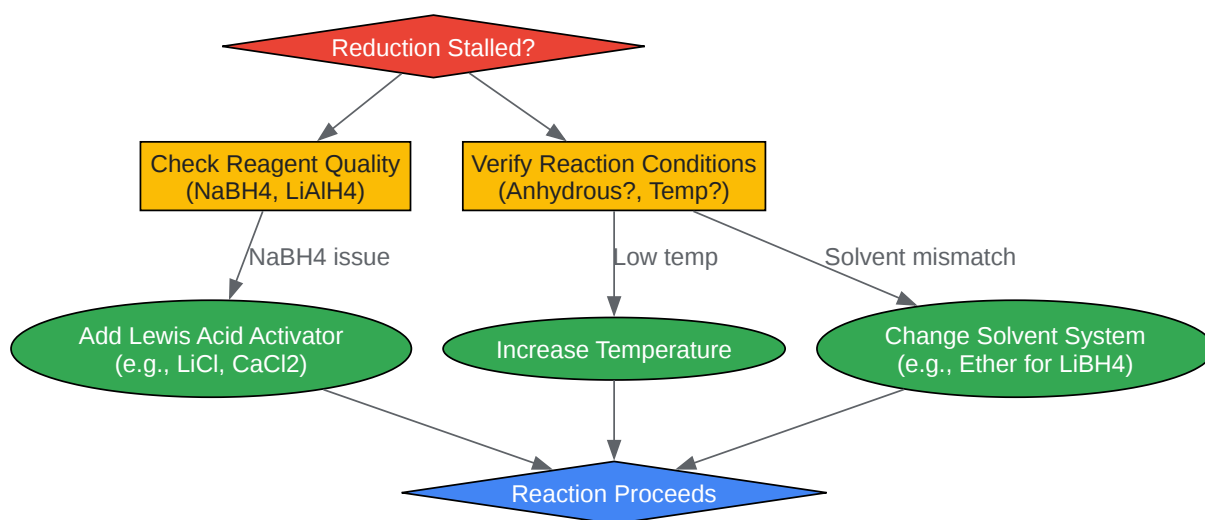 Reduction Stalled?
Check Reagent Quality
(NaBH4, LiAlH4)
Verify Reaction Conditions
(Anhydrous?, Temp?)
NaBH4 issue
Low temp
Solvent mismatch
Add Lewis Acid Activator
(e.g., LiCl, CaCl2)
Increase Temperature
Change Solvent System
(e.g., Ether for LiBH4)
Reaction Proceeds